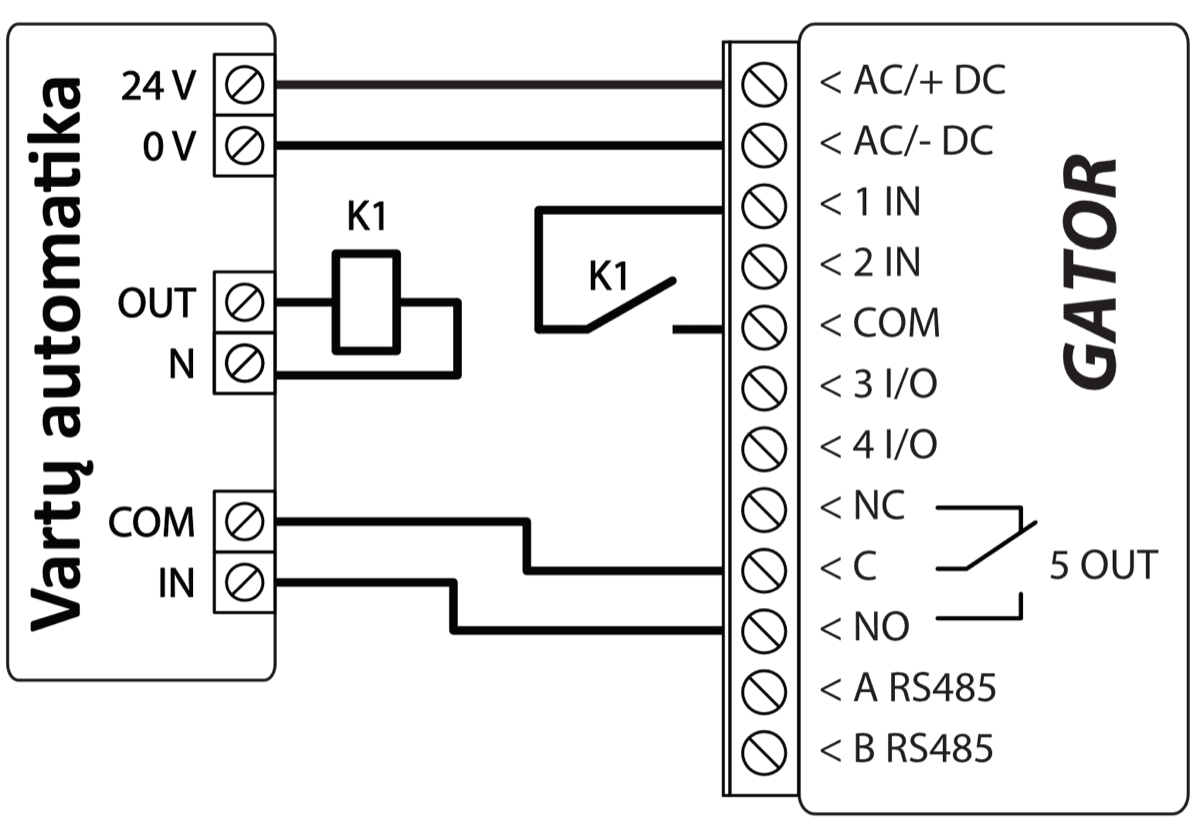 Vartų automatika
24 V
0 V
OUT
N
COM
IN
K1
K1
< AC/+ DC
< AC/- DC
< 1 IN
< 2 IN
< COM
< 3 I/O
< 4 I/O
< NC
< C
< NO
< A RS485
< B RS485
5 OUT
GATOR